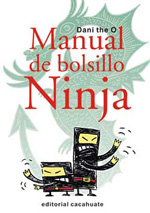 Dani the O
Manual
de bolsillo
Ninja
editorial cacahuate